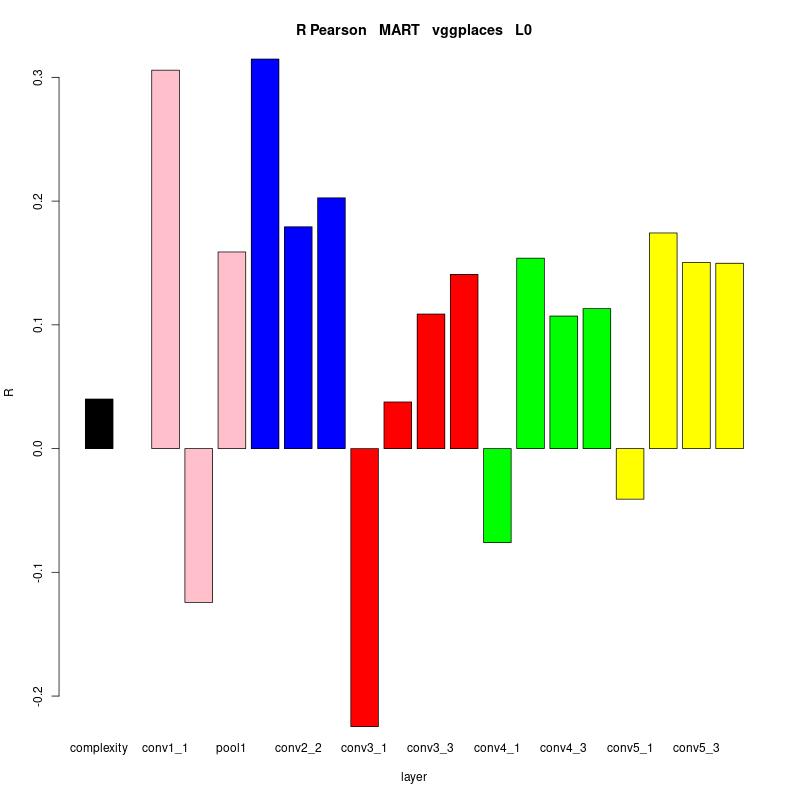 R Pearson   MART   vggplaces   L0
0.3
0.2
0.1
0.0
-0.1
-0.2
R
complexity conv1_1 pool1 conv2_2 conv3_1 conv3_3 conv4_1 conv4_3 conv5_1 conv5_3
layer